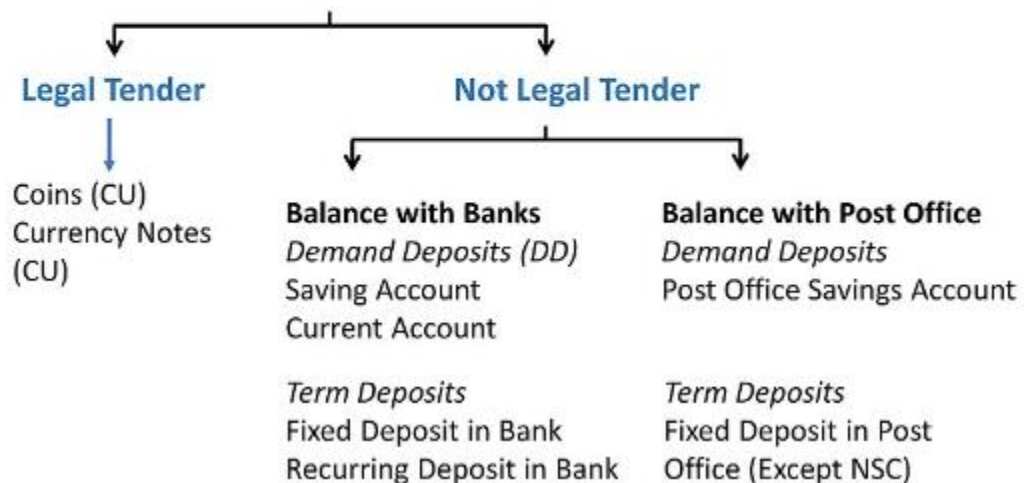 Legal Tender
Not Legal Tender
Coins (CU)
Currency Notes
(CU)
Balance with Banks
Demand Deposits (DD)
Saving Account
Current Account
Term Deposits
Fixed Deposit in Bank
Recurring Deposit in Bank
Balance with Post Office
Demand Deposits
Post Office Savings Account
Term Deposits
Fixed Deposit in Post
Office (Except NSC)